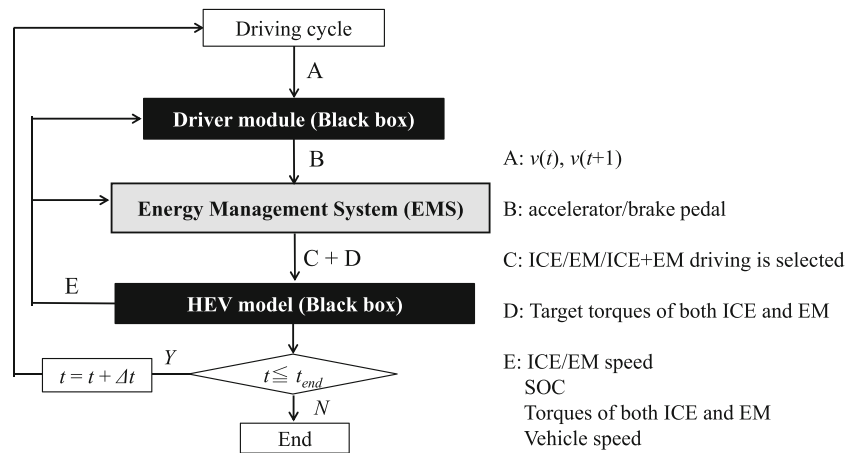 Driving cycle
A
Driver module (Black box)
B
Energy Management System (EMS)
C + D
E
HEV model (Black box)
t ≦ t_end
Y
t = t + Δt
N
End
A: v(t), v(t+1)
B: accelerator/brake pedal
C: ICE/EM/ICE+EM driving is selected
D: Target torques of both ICE and EM
E: ICE/EM speed
SOC
Torques of both ICE and EM
Vehicle speed